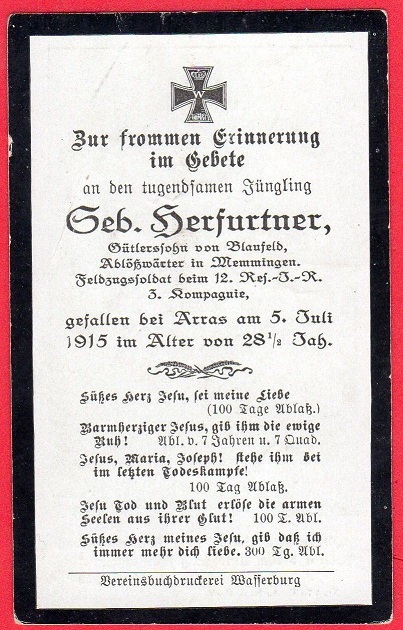 W
Zur frommen Erinnerung
im Gebete
an den tugendsamen Jüngling
Seb. Herfurtner,
Gütlerssohn von Blaufeld,
Ablößwärter in Memmingen.
Feldzugssoldat beim 12. Res.-J.-R.
3. Kompagnie,
gefallen bei Arras am 5. Juli
1915 im Alter von 28 1/2 Jah.
Süßes Herz Jesu, sei meine Liebe
(100 Tage Ablaß.)
Barmherziger Jesus, gib ihm die ewige
Ruh! Abl. v. 7 Jahren u. 7 Quad.
Jesus, Maria, Joseph! stehe ihm bei
im letzten Todeskampfe!
100 Tag Ablaß.
Jesu Tod und Blut erlöse die armen
Seelen aus ihrer Glut! 100 T. Abl.
Süßes Herz meines Jesu, gib daß ich
immer mehr dich liebe. 300 Tg. Abl.
Vereinsbuchdruckerei Wasserburg